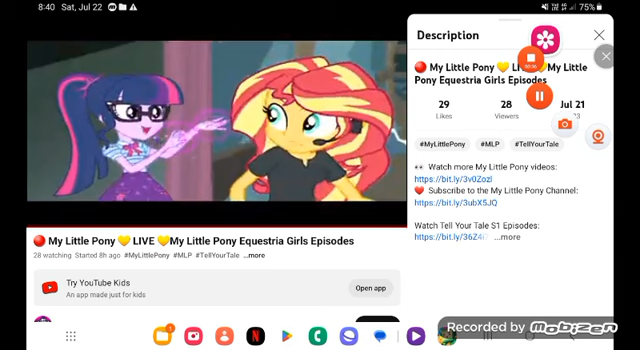 8:40 Sat, Jul 22
75%
Description
🔴 My Little Pony 💛 LIVE 💛My Little Pony Equestria Girls Episodes
28 watching Started 8h ago #MyLittlePony #MLP #TellYourTale ...more
Try YouTube Kids
An app made just for kids
Open app
🔴 My Little Pony 💛 My Little
Pony Equestria Girls Episodes
29 28 Jul 21
Likes Viewers
#MyLittlePony #MLP #TellYourTale
👀 Watch more My Little Pony videos:
https://bit.ly/3v0Zozl
❤️ Subscribe to the My Little Pony Channel:
https://bit.ly/3ubX5JQ
Watch Tell Your Tale S1 Episodes:
...more
Recorded by Mobizen